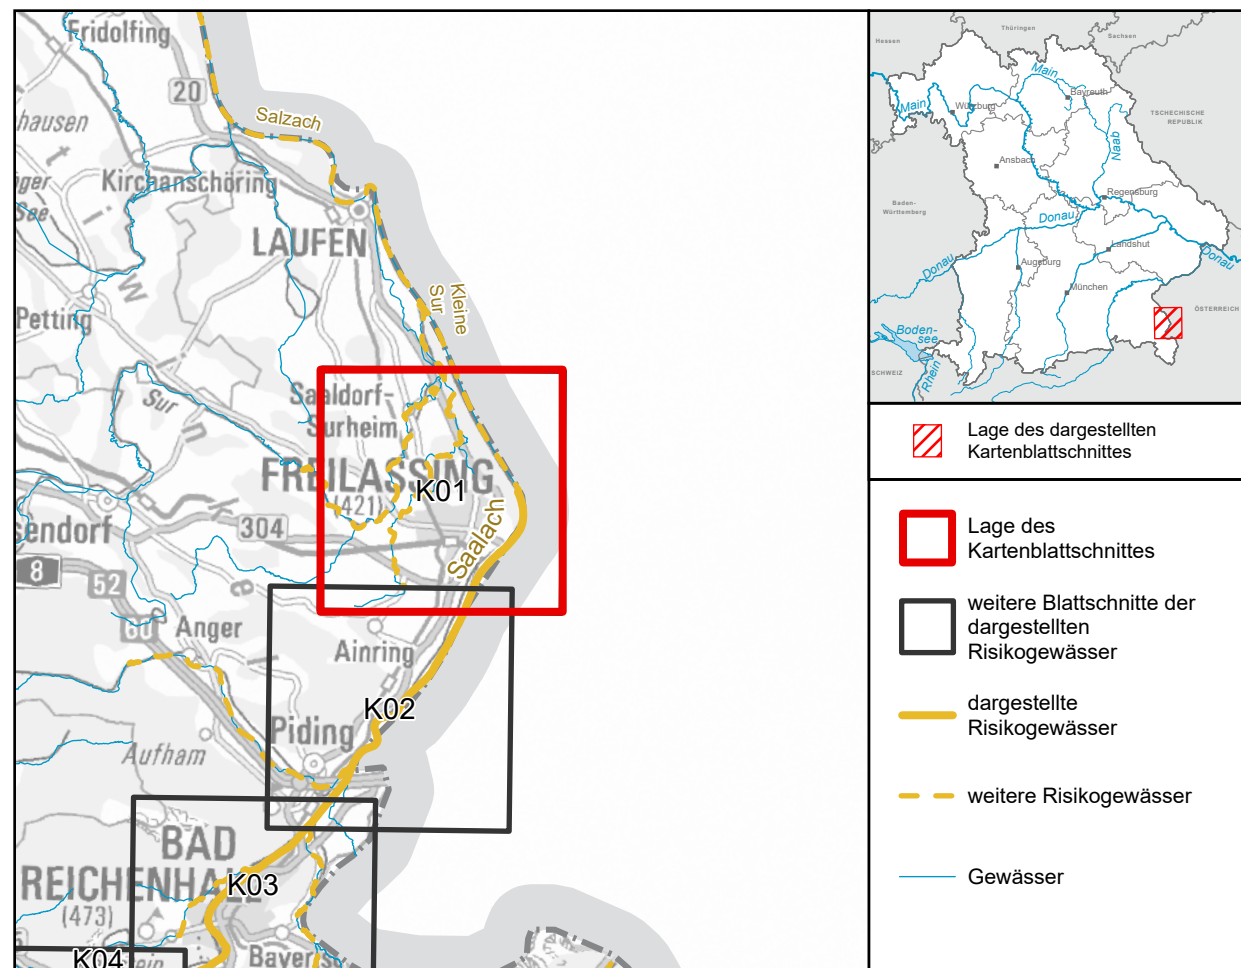 Fridolfing
20
hausen
Salzach
Kirchanschöring
See
LAUFEN
Petting
Kleine
Sur
Saaldorf-
Surheim
Sur
FREILASSING
(421)
K01
304
sendorf
8
52
Saalach
Anger
Ainring
K02
Piding
Aufham
BAD
REICHENHALL
K03
(473)
K04
Hessen
Thüringen
Sachsen
Main
Main
Bayreuth
Würzburg
TSCHECHISCHE
REPUBLIK
Naab
Ansbach
Baden-
Württemberg
Regensburg
Donau
Donau
Landshut
Donau
Augsburg
München
ÖSTERREICH
Boden-
see
SCHWEIZ
Rhein
Lage des dargestellten
Kartenblattschnittes
Lage des
Kartenblattschnittes
weitere Blattschnitte der
dargestellten
Risikogewässer
dargestellte
Risikogewässer
weitere Risikogewässer
Gewässer